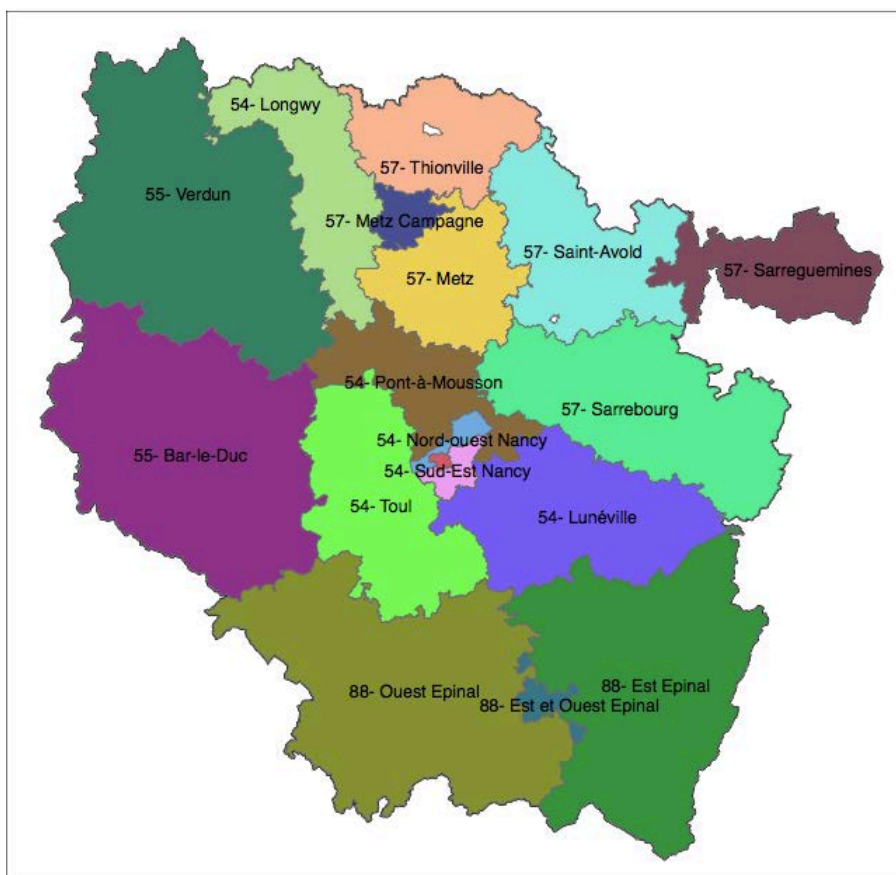 54- Longwy
57- Thionville
55- Verdun
57- Metz Campagne
57- Saint-Avold
57- Metz
57- Sarreguemines
54- Pont-à-Mousson
57- Sarrebourg
54- Nord-ouest Nancy
55- Bar-le-Duc
54- Sud-Est Nancy
54- Toul
54- Lunéville
88- Est Epinal
88- Ouest Epinal
88- Est et Ouest Epinal